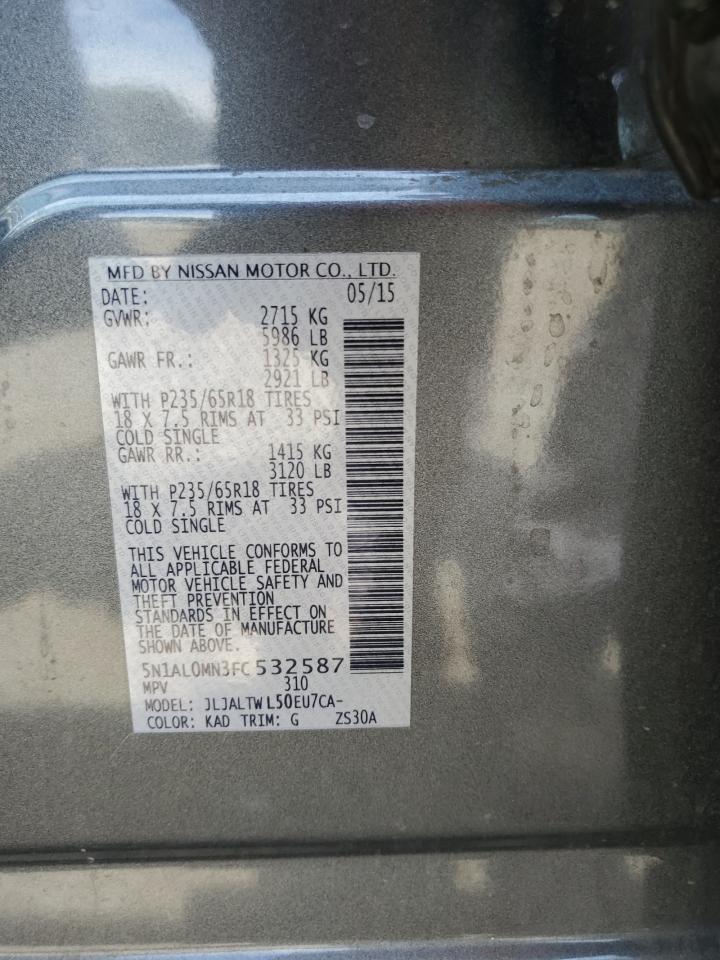 MFD BY NISSAN MOTOR CO., LTD.
DATE: 05/15
GVWR: 2715 KG
5986 LB
GAWR FR.: 1325 KG
2921 LB
WITH P235/65R18 TIRES
18 X 7.5 RIMS AT 33 PSI
COLD SINGLE
GAWR RR.: 1415 KG
3120 LB
WITH P235/65R18 TIRES
18 X 7.5 RIMS AT 33 PSI
COLD SINGLE
THIS VEHICLE CONFORMS TO
ALL APPLICABLE FEDERAL
MOTOR VEHICLE SAFETY AND
THEFT PREVENTION
STANDARDS IN EFFECT ON
THE DATE OF MANUFACTURE
SHOWN ABOVE.
5N1AL0MN3FC532587
MPV 310
MODEL: JLJALTWL50EU7CA-
COLOR: KAD TRIM: G ZS30A